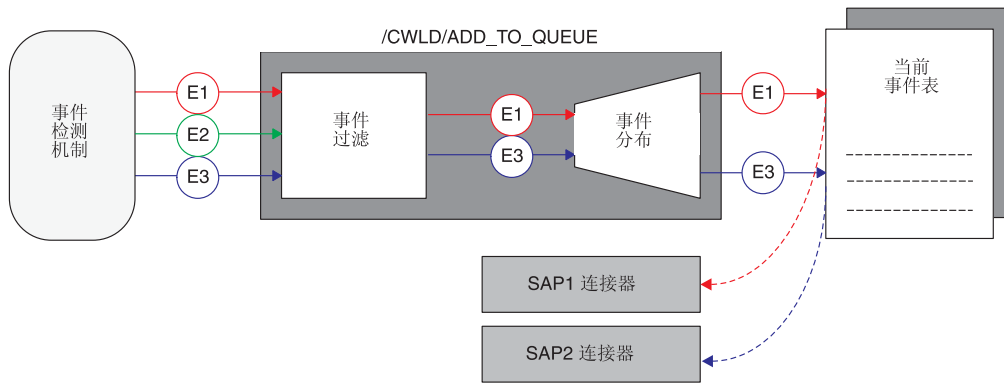 /CWLD/ADD_TO_QUEUE
事件
检测
机制
E1
E2
E3
事件
过滤
E1
E3
事件
分布
E1
E3
当前
事件表
SAP1 连接器
SAP2 连接器